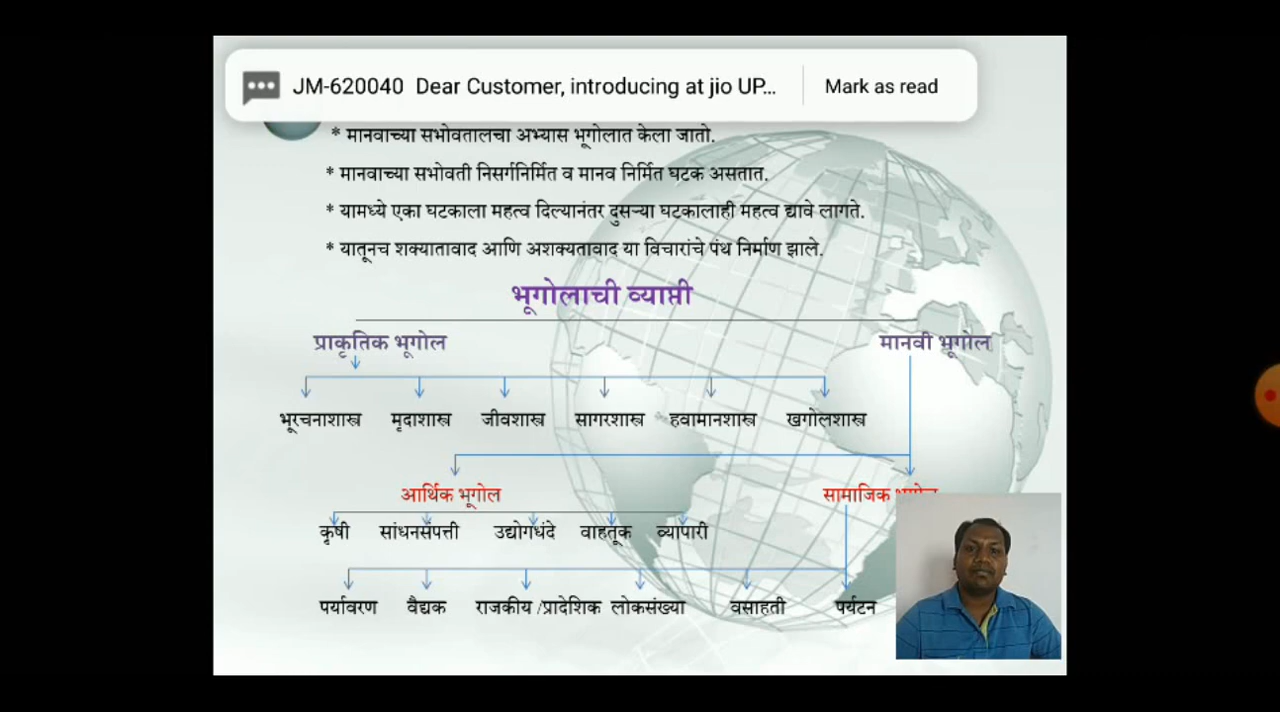 JM-620040 Dear Customer, introducing at jio UP... Mark as read
* मानवाच्या सभोवतालचा अभ्यास भूगोलात केला जातो.
* मानवाच्या सभोवती निसर्गनिर्मित व मानव निर्मित घटक असतात.
* यामध्ये एका घटकाला महत्व दिल्यानंतर दुसऱ्या घटकालाही महत्व द्यावे लागते.
* यातूनच शक्यातावाद आणि अशक्यतावाद या विचारांचे पंथ निर्माण झाले.
भूगोलाची व्याप्ती
प्राकृतिक भूगोल मानवी भूगोल
भूरचनाशास्त्र मृदाशास्त्र जीवशास्त्र सागरशास्त्र हवामानशास्त्र खगोलशास्त्र
आर्थिक भूगोल सामाजिक भूगोल
कृषी सांधनसंपत्ती उद्योगधंदे वाहतूक व्यापारी
पर्यावरण वैद्यक राजकीय /प्रादेशिक लोकसंख्या वसाहती पर्यटन